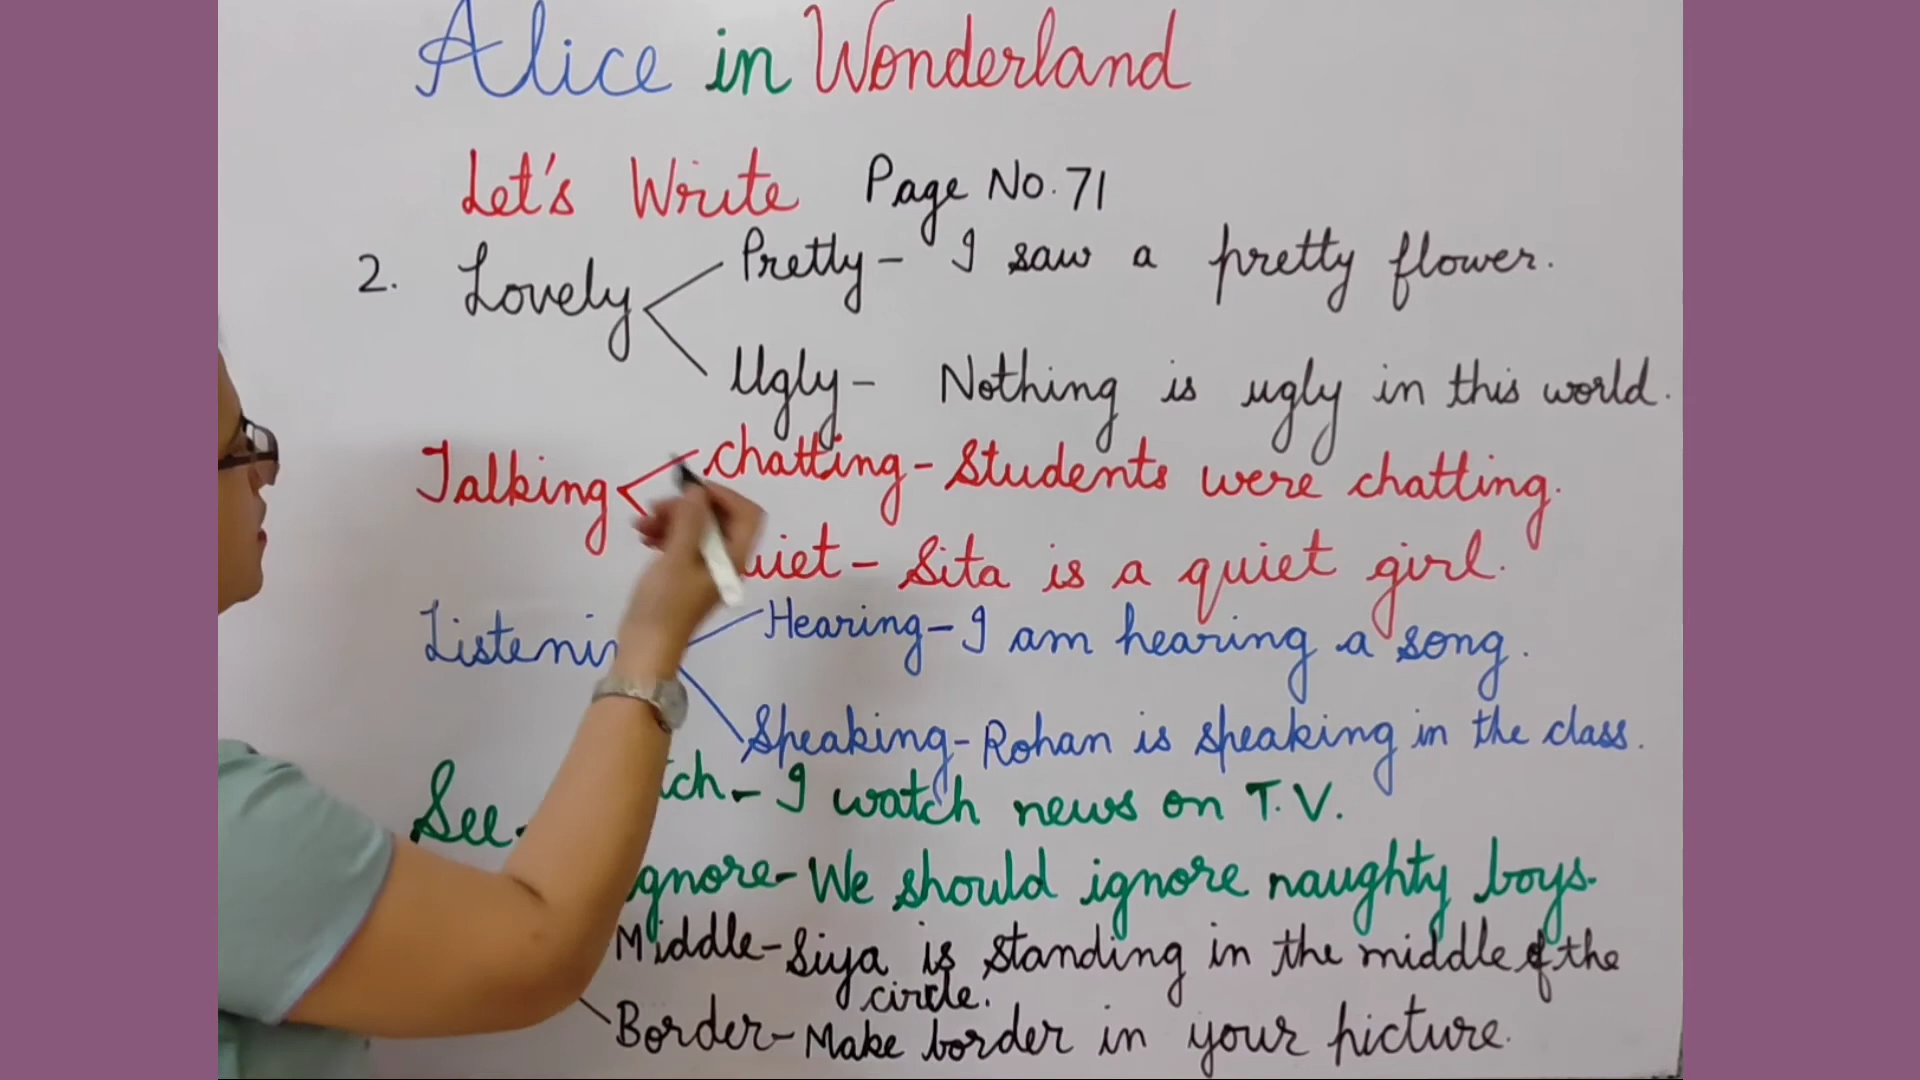 Alice in Wonderland
Let's Write Page No. 71
2. Lovely
Pretty - I saw a pretty flower.
Ugly - Nothing is ugly in this world.
Talking
Chatting - Students were chatting.
uiet - Sita is a quiet girl.
Listenin
Hearing - I am hearing a song.
Speaking - Rohan is speaking in the class.
See
tch - I watch news on T.V.
gnore - We should ignore naughty boys.
Middle - Siya is standing in the middle of the
circle.
Border - Make border in your picture.